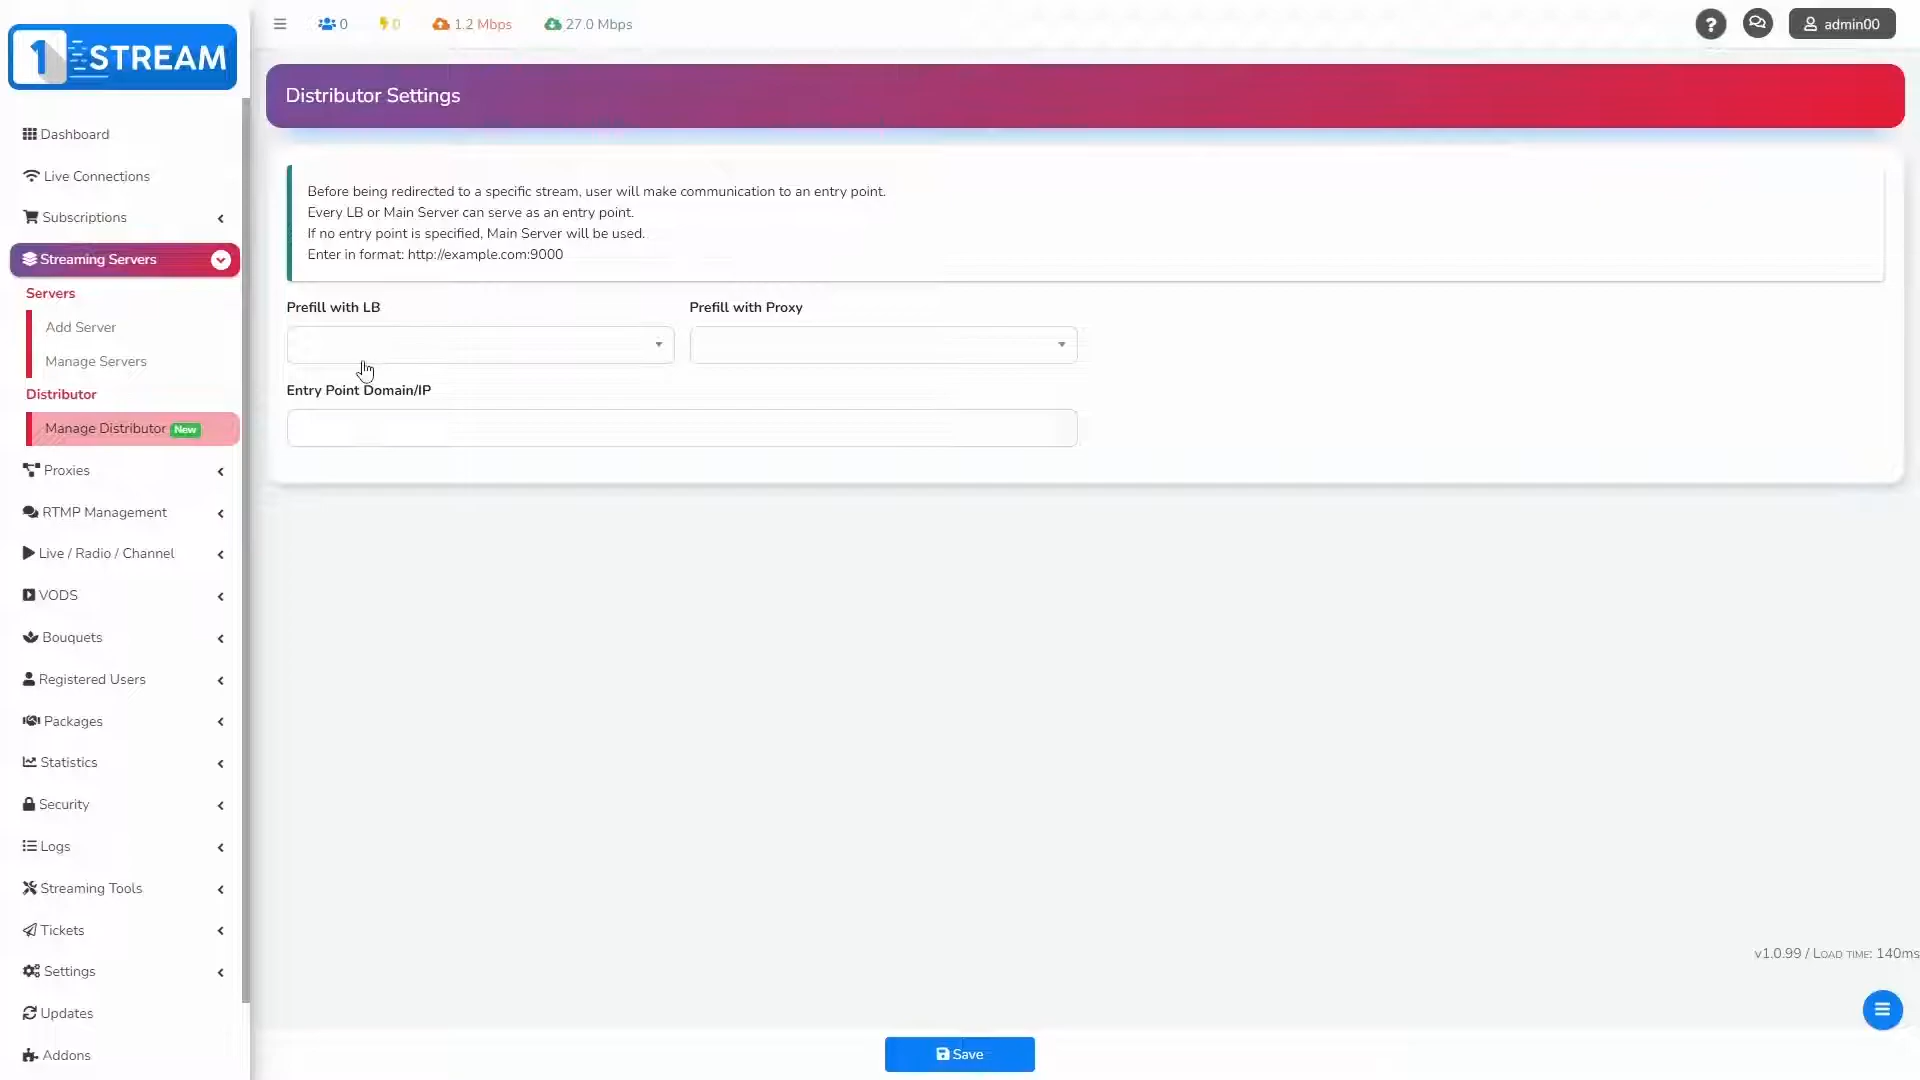 1 STREAM
0
0
1.2 Mbps
27.0 Mbps
?
admin00
Distributor Settings
Dashboard
Live Connections
Subscriptions
Streaming Servers
Servers
Add Server
Manage Servers
Distributor
Manage Distributor New
Proxies
RTMP Management
Live / Radio / Channel
VODS
Bouquets
Registered Users
Packages
Statistics
Security
Logs
Streaming Tools
Tickets
Settings
Updates
Addons
Before being redirected to a specific stream, user will make communication to an entry point.
Every LB or Main Server can serve as an entry point.
If no entry point is specified, Main Server will be used.
Enter in format: http://example.com:9000
Prefill with LB
Prefill with Proxy
Entry Point Domain/IP
v1.0.99 / LOAD TIME: 140ms
Save